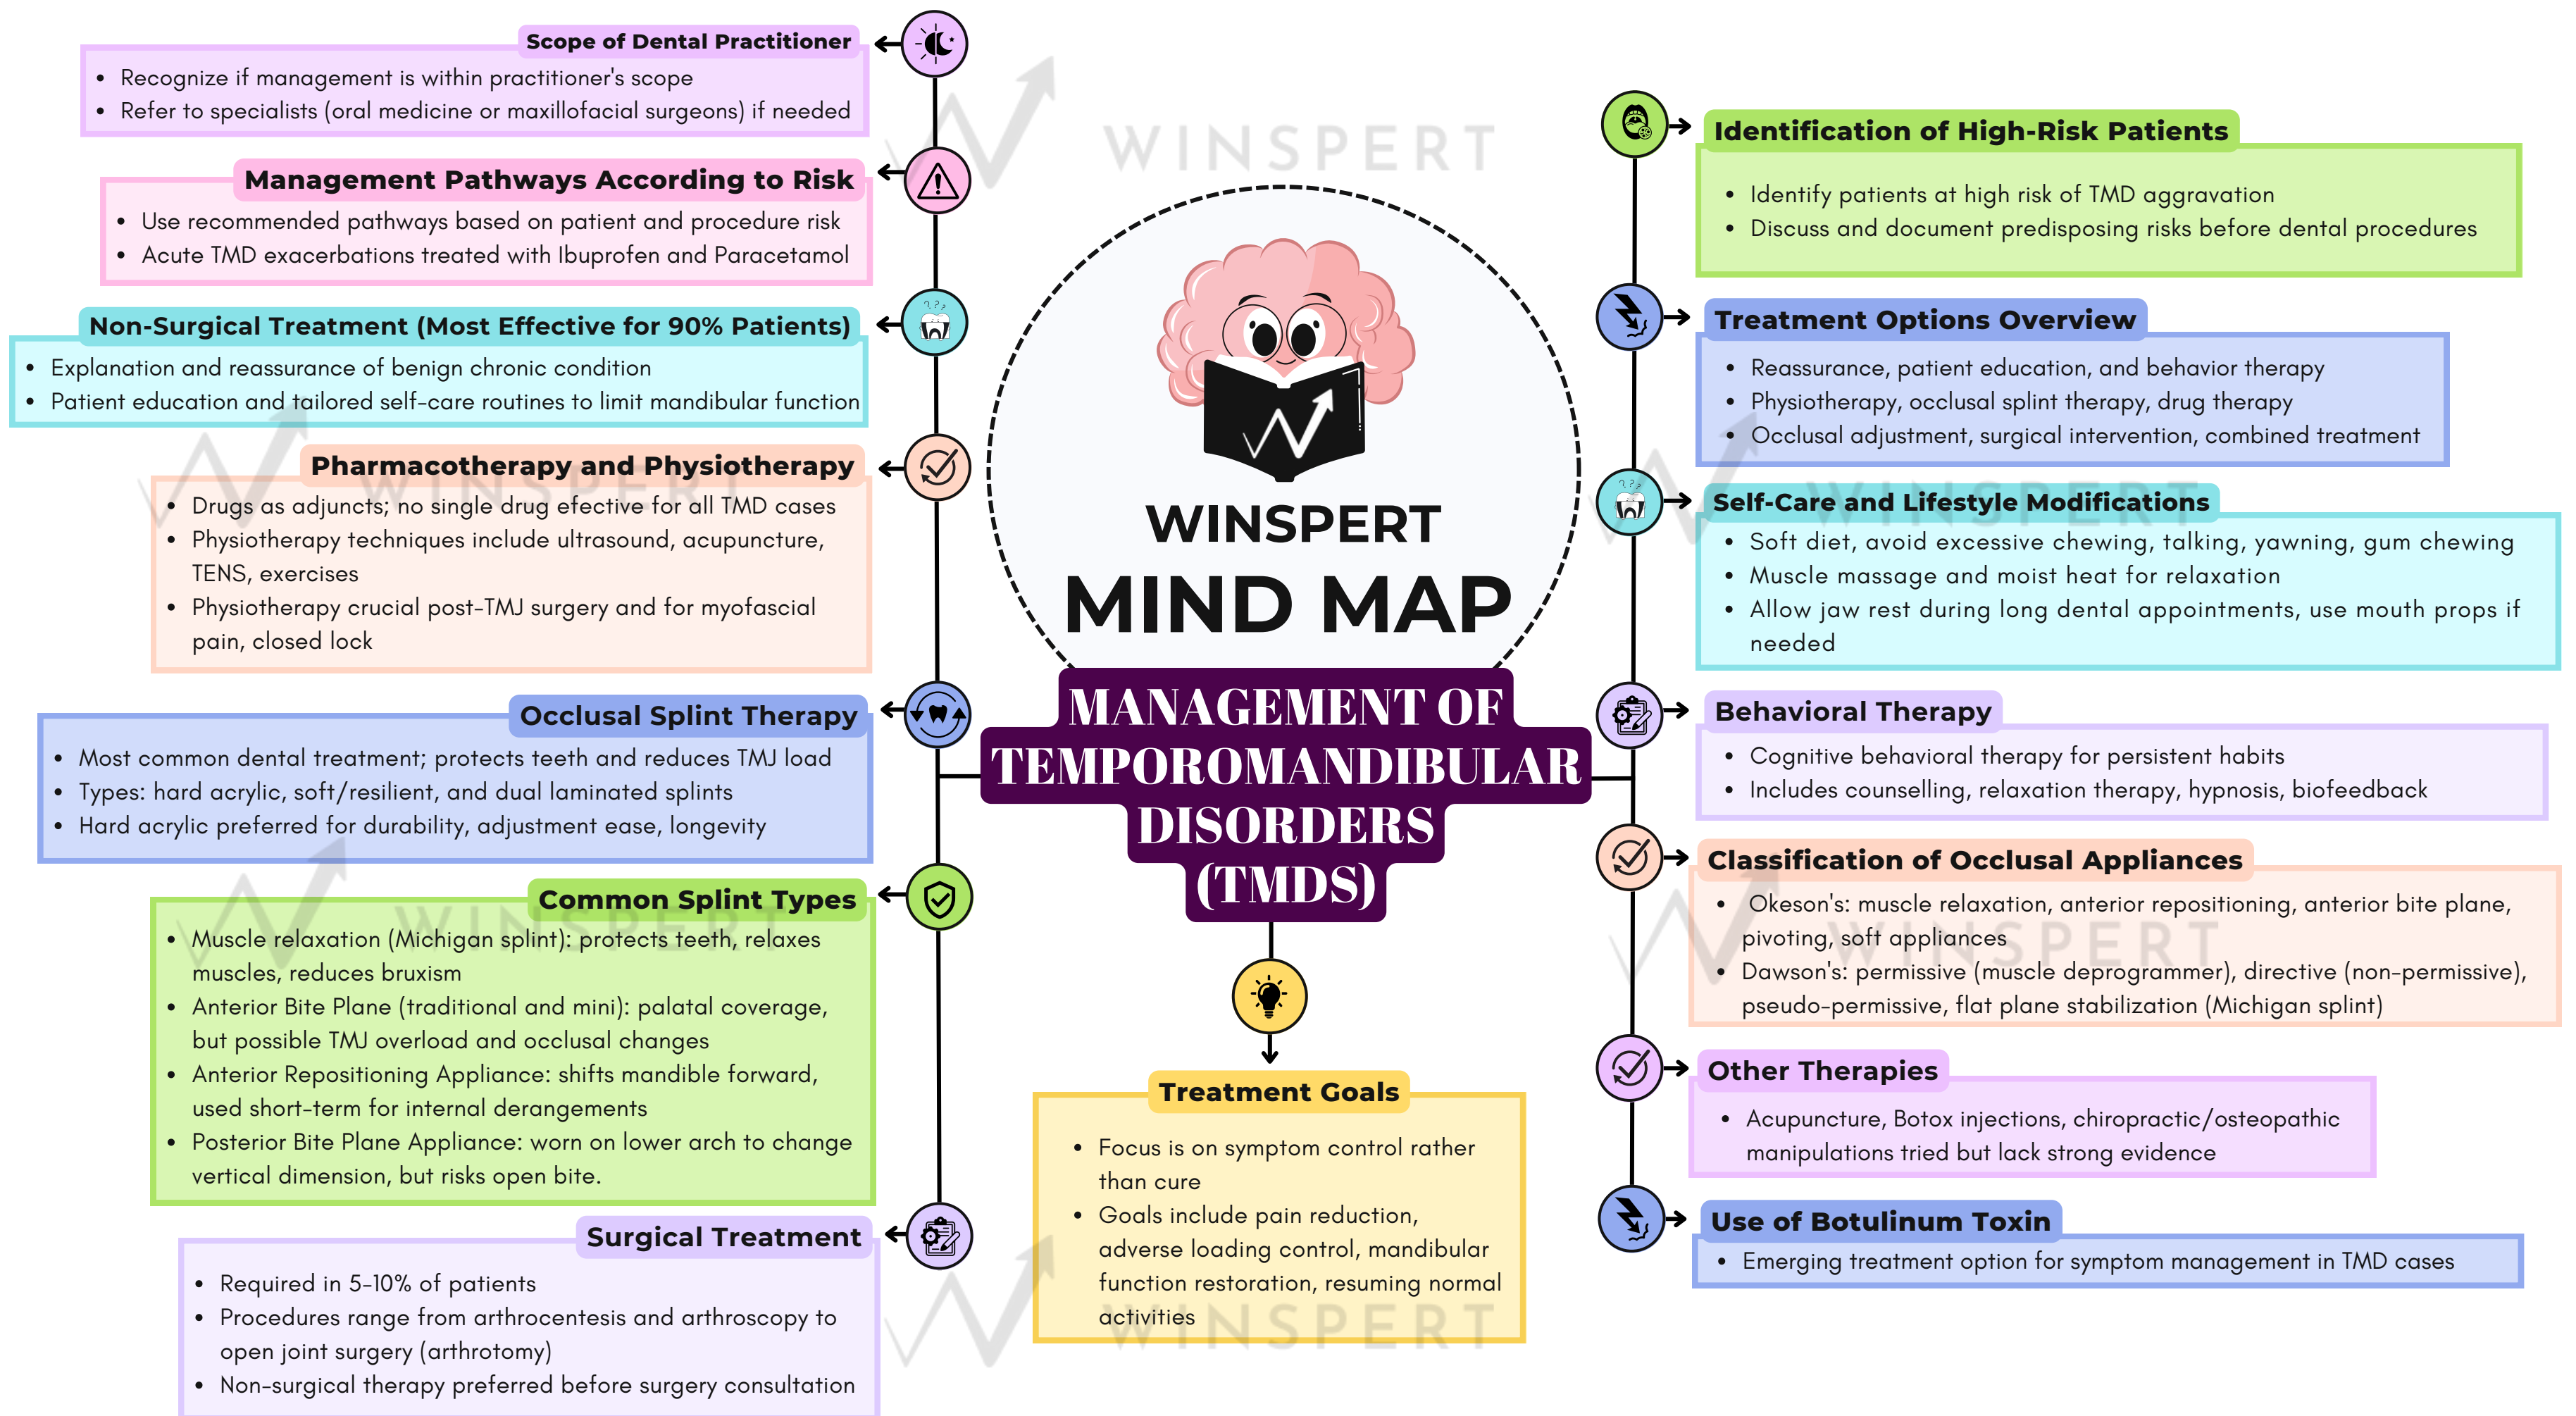 Scope of Dental Practitioner
• Recognize if management is within practitioner's scope
• Refer to specialists (oral medicine or maxillofacial surgeons) if needed
Management Pathways According to Risk
• Use recommended pathways based on patient and procedure risk
• Acute TMD exacerbations treated with Ibuprofen and Paracetamol
Non-Surgical Treatment (Most Effective for 90% Patients)
• Explanation and reassurance of benign chronic condition
• Patient education and tailored self-care routines to limit mandibular function
Pharmacotherapy and Physiotherapy
• Drugs as adjuncts; no single drug efective for all TMD cases
• Physiotherapy techniques include ultrasound, acupuncture,
TENS, exercises
• Physiotherapy crucial post-TMJ surgery and for myofascial
pain, closed lock
Occlusal Splint Therapy
• Most common dental treatment; protects teeth and reduces TMJ load
• Types: hard acrylic, soft/resilient, and dual laminated splints
• Hard acrylic preferred for durability, adjustment ease, longevity
Common Splint Types
• Muscle relaxation (Michigan splint): protects teeth, relaxes
muscles, reduces bruxism
• Anterior Bite Plane (traditional and mini): palatal coverage,
but possible TMJ overload and occlusal changes
• Anterior Repositioning Appliance: shifts mandible forward,
used short-term for internal derangements
• Posterior Bite Plane Appliance: worn on lower arch to change
vertical dimension, but risks open bite.
Surgical Treatment
• Required in 5-10% of patients
• Procedures range from arthrocentesis and arthroscopy to
open joint surgery (arthrotomy)
• Non-surgical therapy preferred before surgery consultation
WINSPERT
WINSPERT
MIND MAP
MANAGEMENT OF
TEMPOROMANDIBULAR
DISORDERS
(TMDS)
Treatment Goals
• Focus is on symptom control rather
than cure
• Goals include pain reduction,
adverse loading control, mandibular
function restoration, resuming normal
activities
WINSPERT
Identification of High-Risk Patients
• Identify patients at high risk of TMD aggravation
• Discuss and document predisposing risks before dental procedures
Treatment Options Overview
• Reassurance, patient education, and behavior therapy
• Physiotherapy, occlusal splint therapy, drug therapy
• Occlusal adjustment, surgical intervention, combined treatment
Self-Care and Lifestyle Modifications
• Soft diet, avoid excessive chewing, talking, yawning, gum chewing
• Muscle massage and moist heat for relaxation
• Allow jaw rest during long dental appointments, use mouth props if
needed
Behavioral Therapy
• Cognitive behavioral therapy for persistent habits
• Includes counselling, relaxation therapy, hypnosis, biofeedback
Classification of Occlusal Appliances
• Okeson's: muscle relaxation, anterior repositioning, anterior bite plane,
pivoting, soft appliances
• Dawson's: permissive (muscle deprogrammer), directive (non-permissive),
pseudo-permissive, flat plane stabilization (Michigan splint)
Other Therapies
• Acupuncture, Botox injections, chiropractic/osteopathic
manipulations tried but lack strong evidence
Use of Botulinum Toxin
• Emerging treatment option for symptom management in TMD cases
WINSPERT
WINSPERT
WINSPERT
WINSPERT